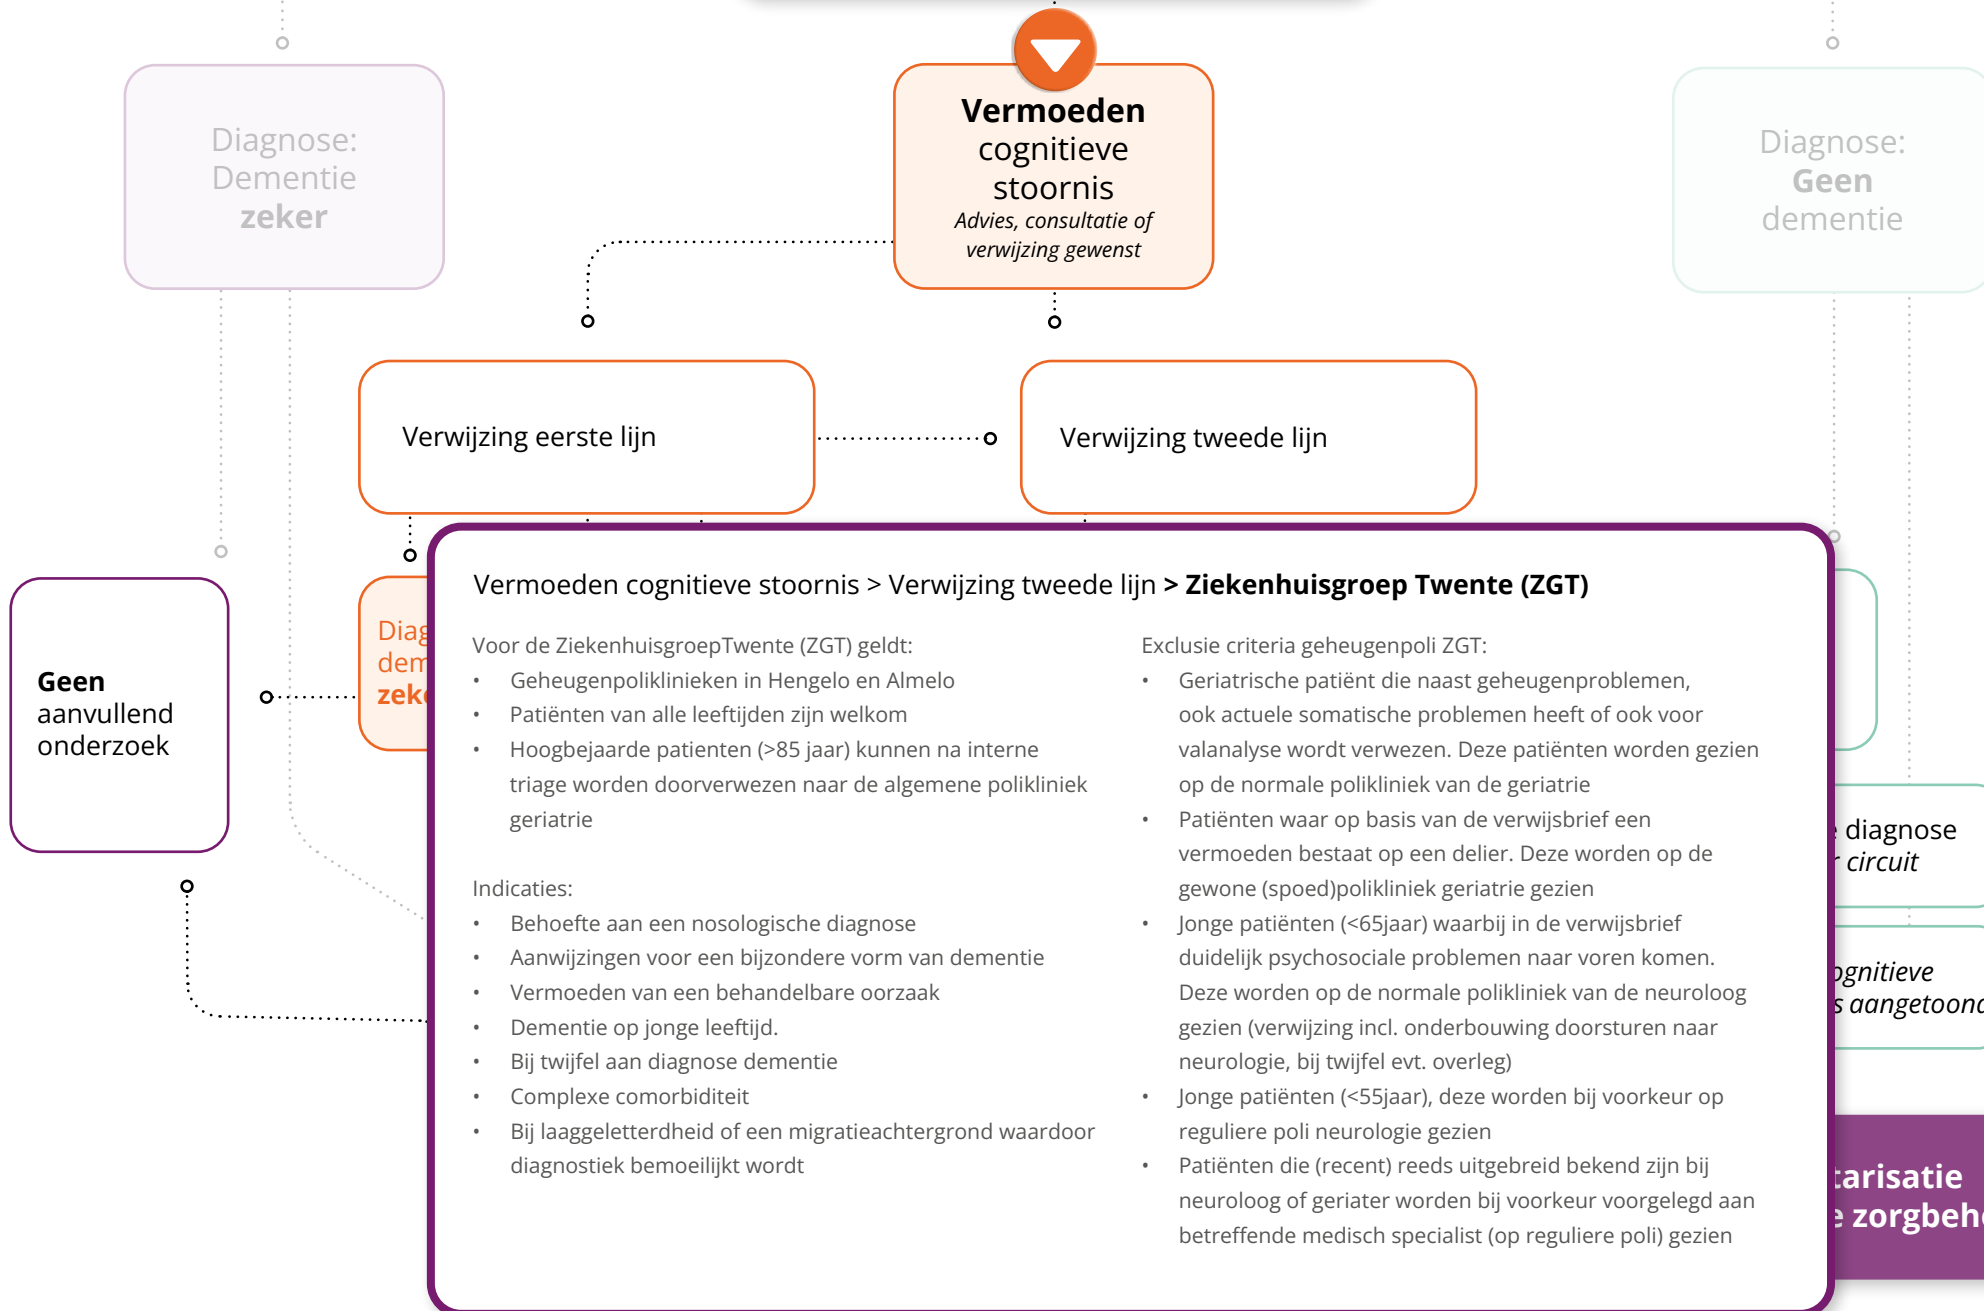 Diagnose:
Dementie
zeker
Vermoeden
cognitieve
stoornis
Advies, consultatie of
verwijzing gewenst
Diagnose:
Geen
dementie
Verwijzing eerste lijn
Verwijzing tweede lijn
Geen
aanvullend
onderzoek
Vermoeden cognitieve stoornis > Verwijzing tweede lijn > Ziekenhuisgroep Twente (ZGT)
Voor de ZiekenhuisgroepTwente (ZGT) geldt:
• Geheugenpoliklinieken in Hengelo en Almelo
• Patiënten van alle leeftijden zijn welkom
• Hoogbejaarde patienten (>85 jaar) kunnen na interne
triage worden doorverwezen naar de algemene polikliniek
geriatrie
Indicaties:
• Behoefte aan een nosologische diagnose
• Aanwijzingen voor een bijzondere vorm van dementie
• Vermoeden van een behandelbare oorzaak
• Dementie op jonge leeftijd.
• Bij twijfel aan diagnose dementie
• Complexe comorbiditeit
• Bij laaggeletterdheid of een migratieachtergrond waardoor
diagnostiek bemoeilijkt wordt
Exclusie criteria geheugenpoli ZGT:
• Geriatrische patiënt die naast geheugenproblemen,
ook actuele somatische problemen heeft of ook voor
valanalyse wordt verwezen. Deze patiënten worden gezien
op de normale polikliniek van de geriatrie
• Patiënten waar op basis van de verwijsbrief een
vermoeden bestaat op een delier. Deze worden op de
gewone (spoed)polikliniek geriatrie gezien
• Jonge patiënten (<65jaar) waarbij in de verwijsbrief
duidelijk psychosociale problemen naar voren komen.
Deze worden op de normale polikliniek van de neuroloog
gezien (verwijzing incl. onderbouwing doorsturen naar
neurologie, bij twijfel evt. overleg)
• Jonge patiënten (<55jaar), deze worden bij voorkeur op
reguliere poli neurologie gezien
• Patiënten die (recent) reeds uitgebreid bekend zijn bij
neuroloog of geriater worden bij voorkeur voorgelegd aan
betreffende medisch specialist (op reguliere poli) gezien
diagnose
circuit